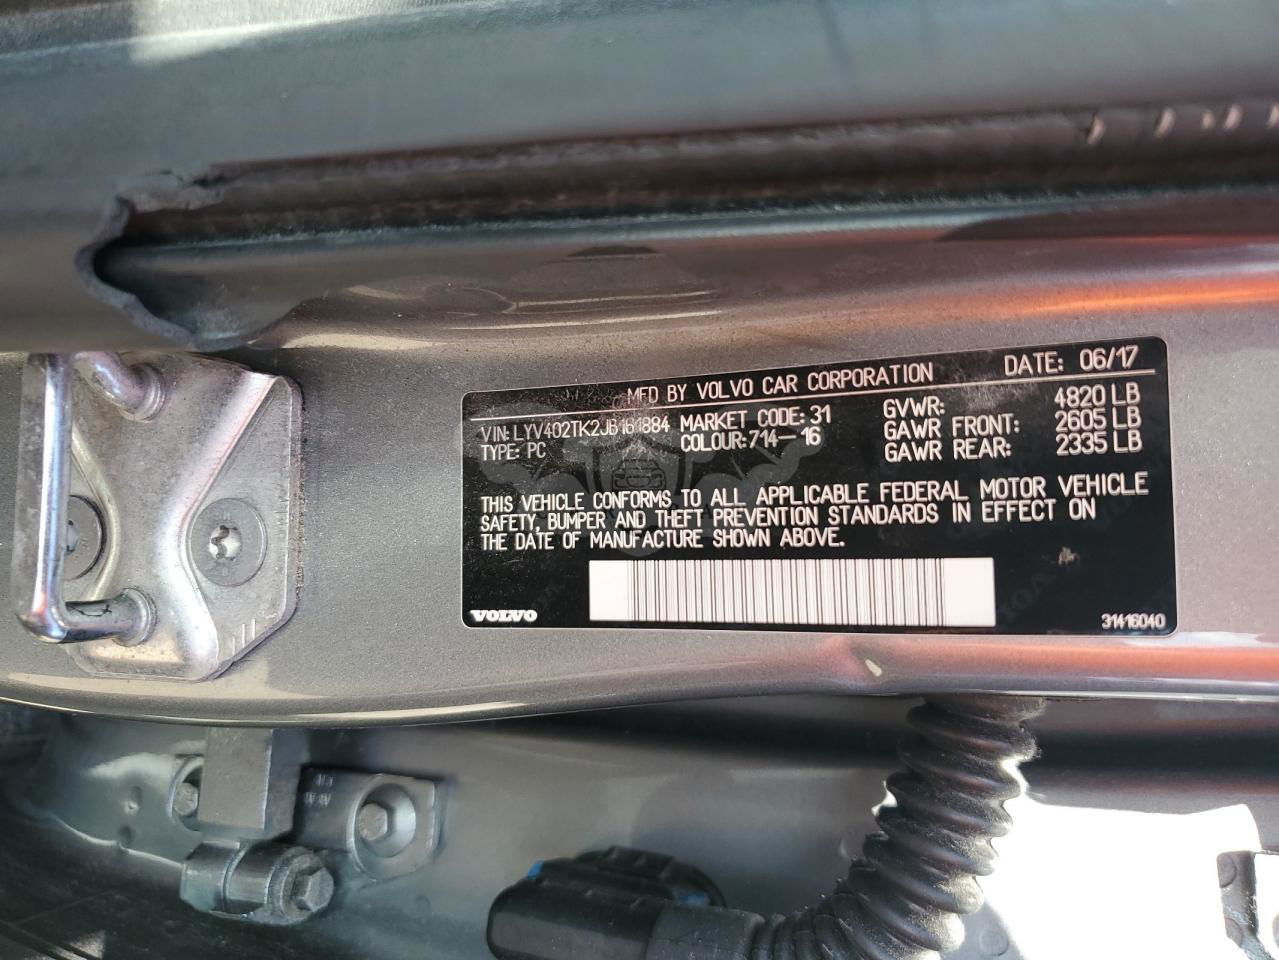 MFD BY VOLVO CAR CORPORATION DATE: 06/17
VIN: LYV402TK2JB161884 MARKET CODE: 31 GVWR: 4820 LB
TYPE: PC COLOUR: 714-16 GAWR FRONT: 2605 LB
GAWR REAR: 2335 LB
THIS VEHICLE CONFORMS TO ALL APPLICABLE FEDERAL MOTOR VEHICLE
SAFETY, BUMPER AND THEFT PREVENTION STANDARDS IN EFFECT ON
THE DATE OF MANUFACTURE SHOWN ABOVE.
VOLVO 31416040